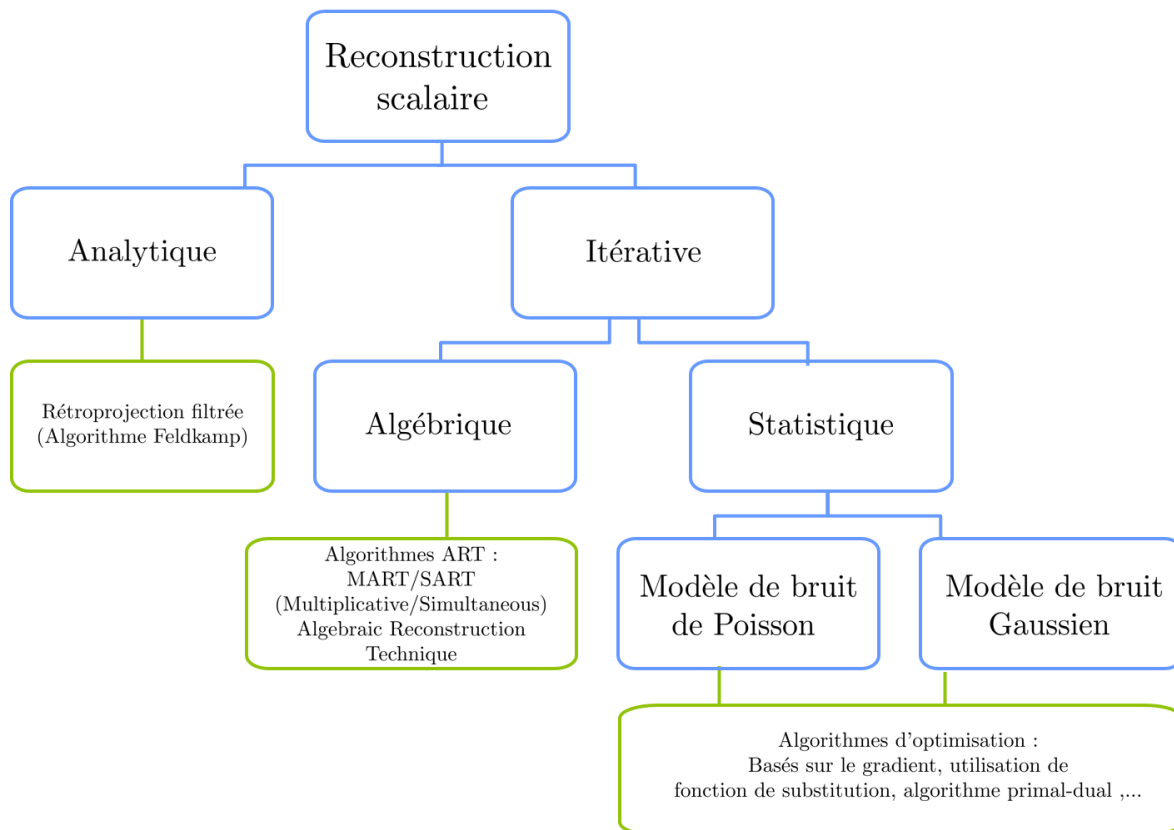 Reconstruction
scalaire
Analytique
Itérative
Rétroprojection filtrée
(Algorithme Feldkamp)
Algébrique
Statistique
Algorithmes ART :
MART/SART
(Multiplicative/Simultaneous)
Algebraic Reconstruction
Technique
Modèle de bruit
de Poisson
Modèle de bruit
Gaussien
Algorithmes d'optimisation :
Basés sur le gradient, utilisation de
fonction de substitution, algorithme primal-dual ,...